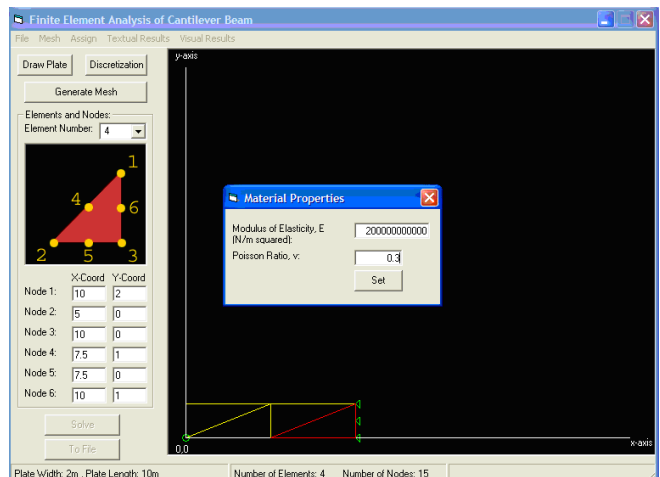 Finite Element Analysis of Cantilever Beam
File Mesh Assign Textual Results Visual Results
Draw Plate Discretization
Generate Mesh
Elements and Nodes:
Element Number: 4
1
4
6
2 5 3
X-Coord Y-Coord
Node 1: 10 2
Node 2: 5 0
Node 3: 10 0
Node 4: 7.5 1
Node 5: 7.5 0
Node 6: 10 1
Solve
To File
y-axis
Material Properties
Modulus of Elasticity, E
(N/m squared): 200000000000
Poisson Ratio, v: 0.3
Set
0,0
x-axis
Plate Width: 2m , Plate Length: 10m Number of Elements: 4 Number of Nodes: 15